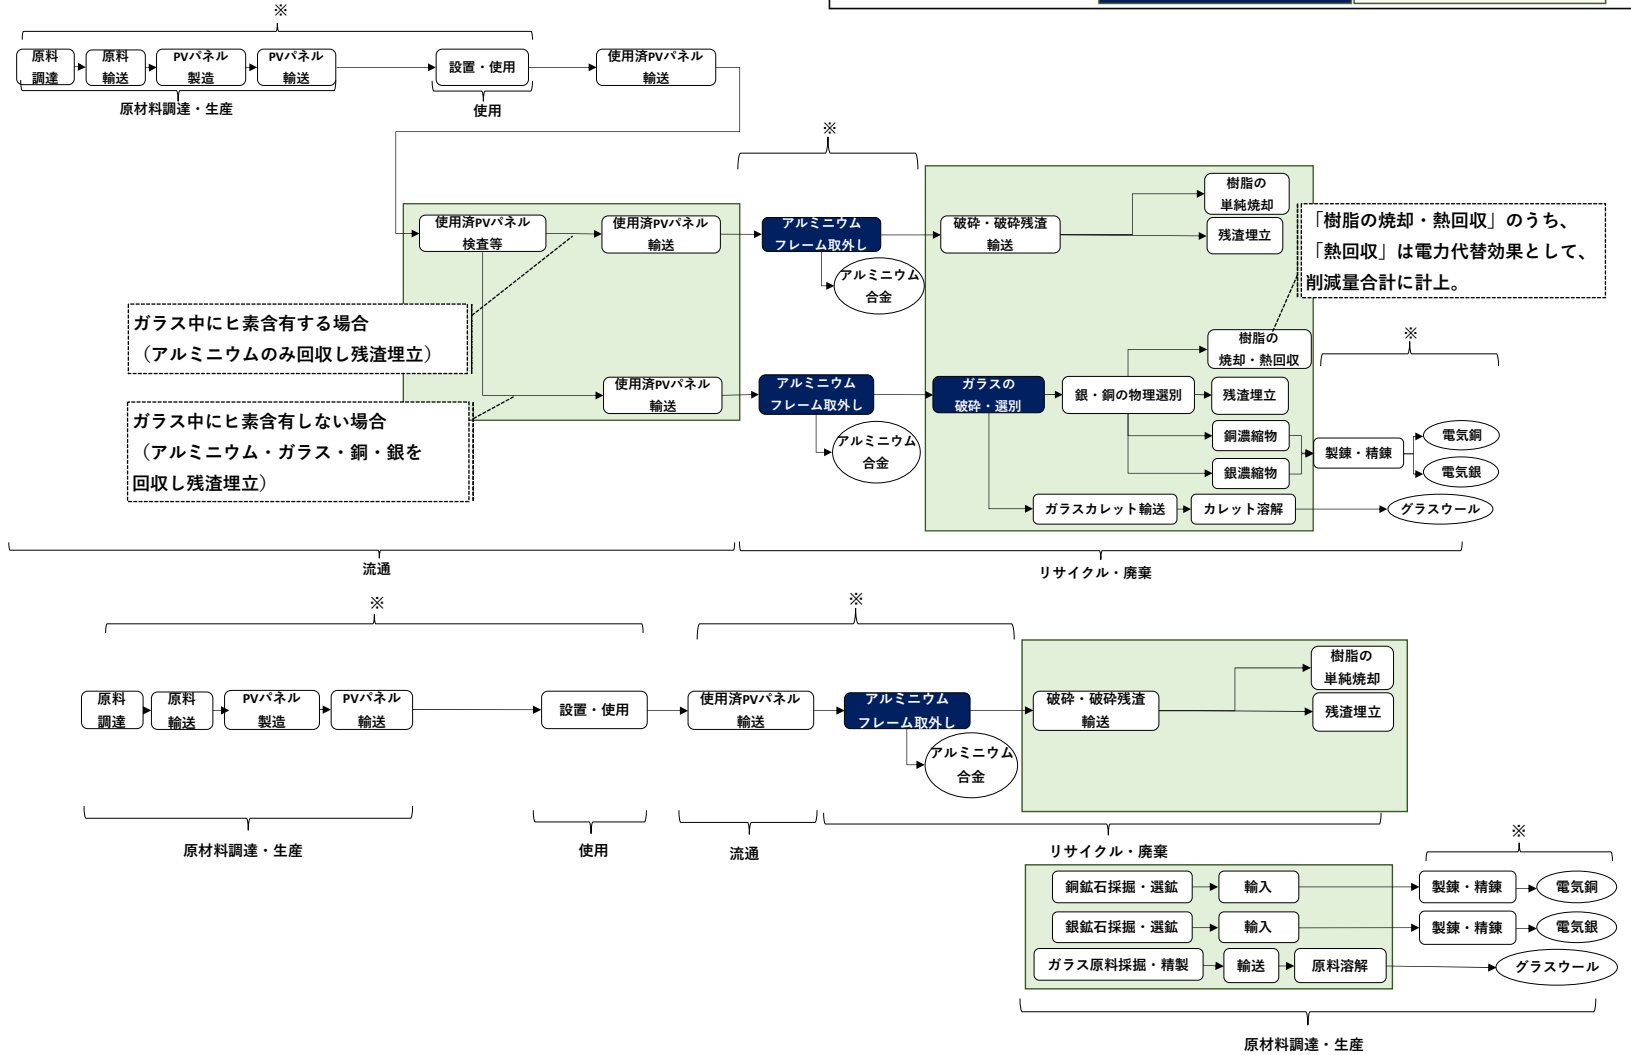 ※
原料
調達
原料
輸送
PVパネル
製造
PVパネル
輸送
設置・使用
使用済PVパネル
輸送
原材料調達・生産
使用
※
使用済PVパネル
検査等
使用済PVパネル
輸送
アルミニウム
フレーム取外し
アルミニウム
合金
破砕・破砕残渣
輸送
樹脂の
単純焼却
残渣埋立
「樹脂の焼却・熱回収」のうち、
「熱回収」は電力代替効果として、
削減量合計に計上。
ガラス中にヒ素含有する場合
（アルミニウムのみ回収し残渣埋立）
ガラス中にヒ素含有しない場合
（アルミニウム・ガラス・銅・銀を
回収し残渣埋立）
使用済PVパネル
輸送
アルミニウム
フレーム取外し
アルミニウム
合金
ガラスの
破砕・選別
銀・銅の物理選別
樹脂の
焼却・熱回収
残渣埋立
銅濃縮物
銀濃縮物
※
製錬・精錬
電気銅
電気銀
ガラスカレット輸送
カレット溶解
グラスウール
流通
リサイクル・廃棄
※
※
原料
調達
原料
輸送
PVパネル
製造
PVパネル
輸送
設置・使用
使用済PVパネル
輸送
アルミニウム
フレーム取外し
アルミニウム
合金
破砕・破砕残渣
輸送
樹脂の
単純焼却
残渣埋立
原材料調達・生産
使用
流通
リサイクル・廃棄
※
銅鉱石採掘・選鉱
輸入
製錬・精錬
電気銅
銀鉱石採掘・選鉱
輸入
製錬・精錬
電気銀
ガラス原料採掘・精製
輸送
原料溶解
グラスウール
原材料調達・生産